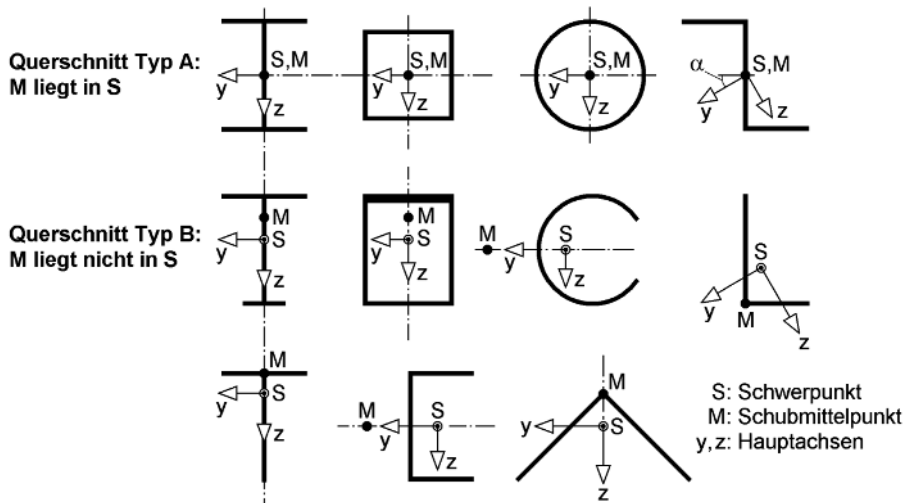 Querschnitt Typ A:
M liegt in S
S,M
y
z
S,M
y
z
S,M
y
z
α
S,M
y
z
Querschnitt Typ B:
M liegt nicht in S
M
S
y
z
M
S
y
z
M
S
y
z
S
y
M
z
M
S
y
z
M
S
y
z
M
S
y
z
S: Schwerpunkt
M: Schubmittelpunkt
y,z: Hauptachsen